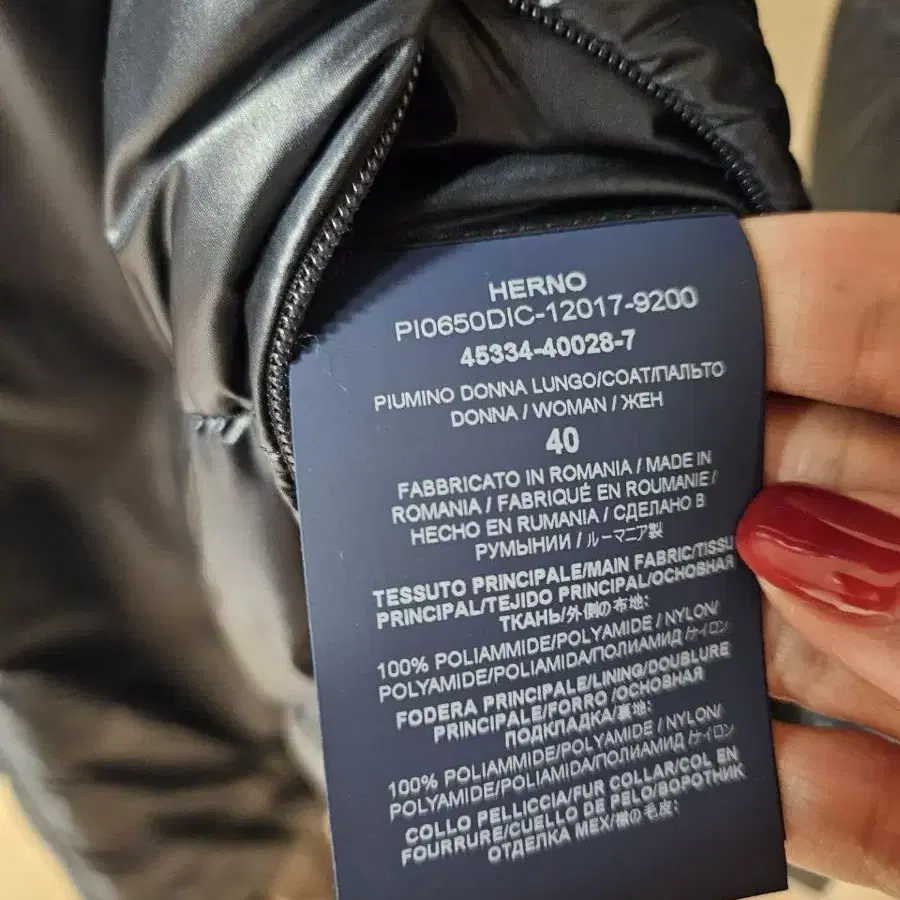 HERNO
PI0650DIC-12017-9200
45334-40028-7
PIUMINO DONNA LUNGO/COAT/ПАЛЬТО
DONNA / WOMAN / ЖЕН
40
FABBRICATO IN ROMANIA / MADE IN
ROMANIA / FABRIQUÉ EN ROUMANIE/
HECHO EN RUMANIA / СДЕЛАНО В
РУМЫНИИ / ルーマニア製
TESSUTO PRINCIPALE/MAIN FABRIC/TISSU
PRINCIPAL/TEJIDO PRINCIPAL/ОСНОВНАЯ
ТКАНЬ/外側の布地:
100% POLIAMMIDE/POLYAMIDE / NYLON/
POLYAMIDE/POLIAMIDA/ПОЛИАМИД /ナイロン
FODERA PRINCIPALE/LINING/DOUBLURE
PRINCIPALE/FORRO /ОСНОВНАЯ
ПОДКЛАДКА/裏地:
100% POLIAMMIDE/POLYAMIDE / NYLON/
POLYAMIDE/POLIAMIDA/ПОЛИАМИД /ナイロン
COLLO PELLICCIA/FUR COLLAR/COL EN
FOURRURE/CUELLO DE PELO/ВОРОТНИК
ОТДЕЛКА МЕХ/襟の毛皮: